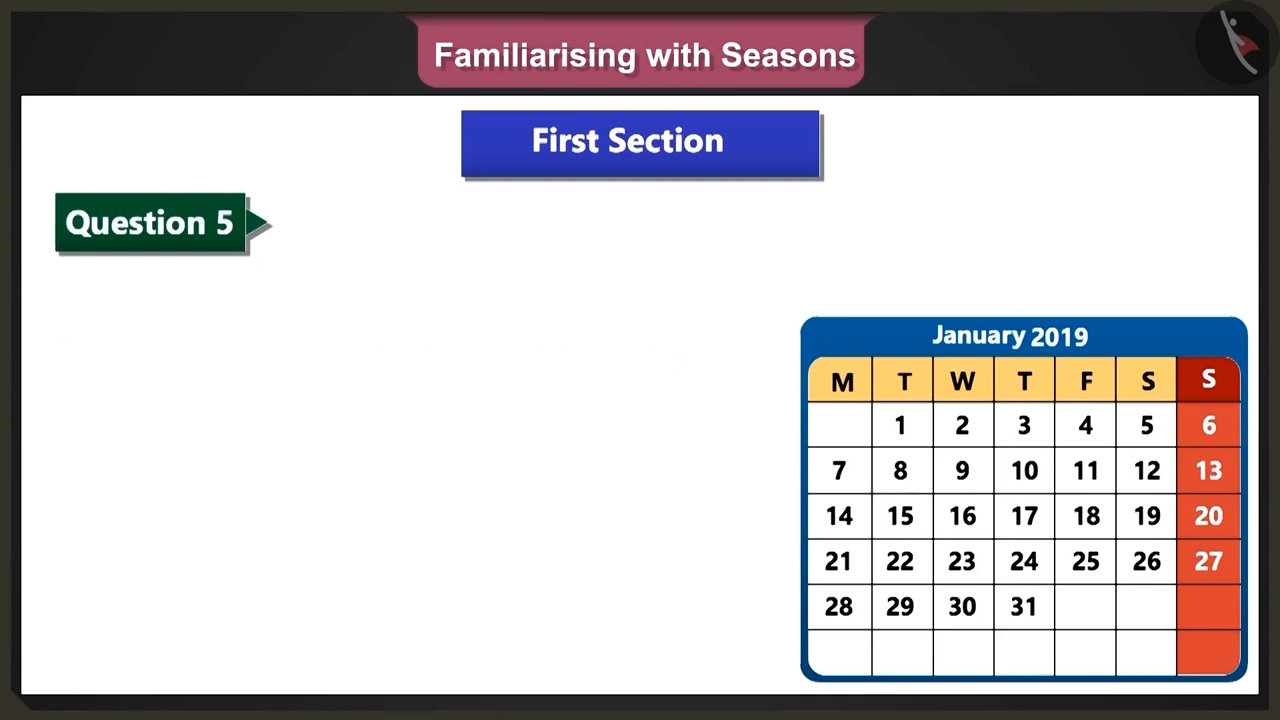 Familiarising with Seasons
First Section
Question 5
January 2019
M T W T F S S
1 2 3 4 5 6
7 8 9 10 11 12 13
14 15 16 17 18 19 20
21 22 23 24 25 26 27
28 29 30 31